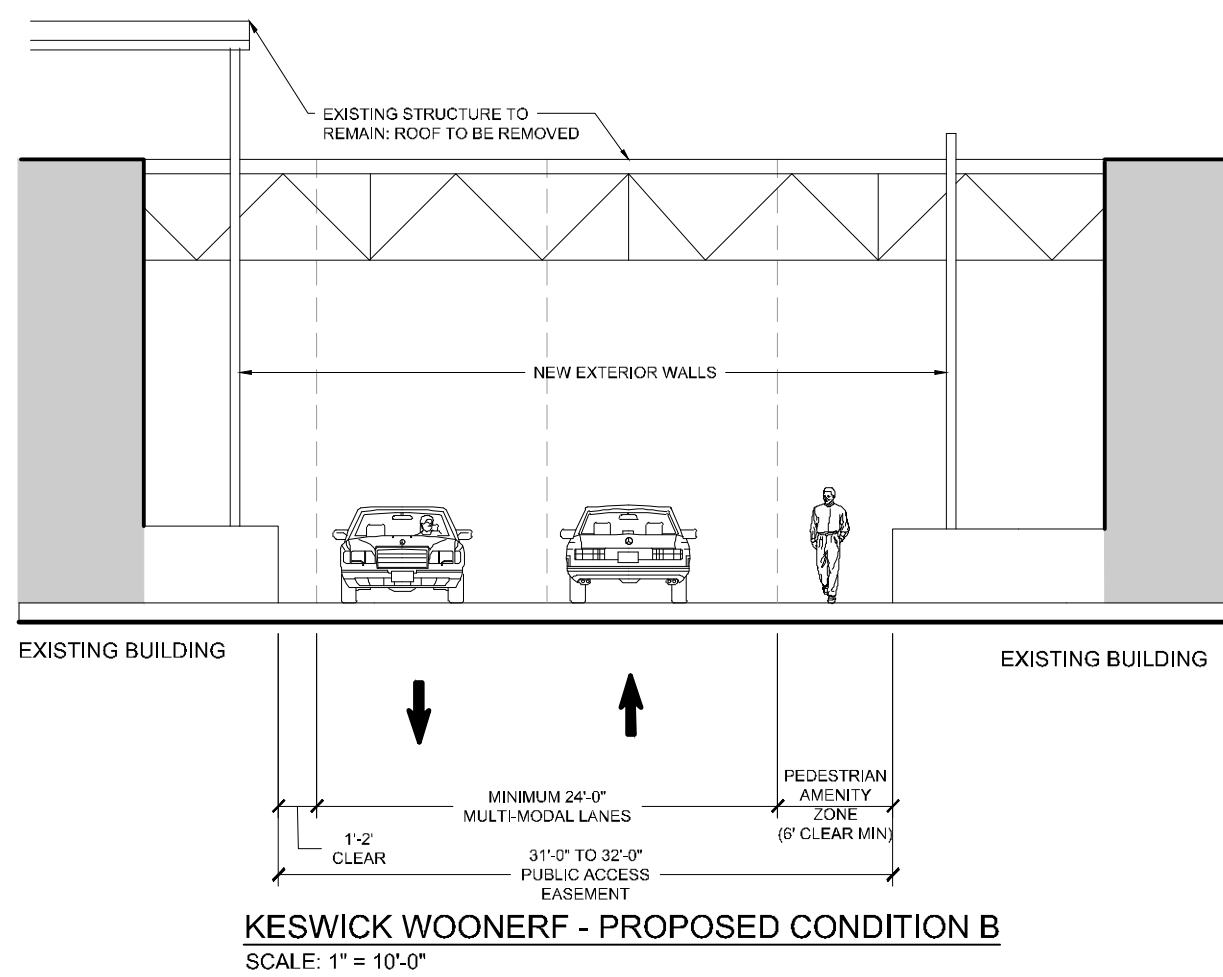 EXISTING STRUCTURE TO
REMAIN: ROOF TO BE REMOVED
NEW EXTERIOR WALLS
EXISTING BUILDING
EXISTING BUILDING
MINIMUM 24'-0"
MULTI-MODAL LANES
PEDESTRIAN
AMENITY
ZONE
(6' CLEAR MIN)
1'-2'
CLEAR
31'-0" TO 32'-0"
PUBLIC ACCESS
EASEMENT
KESWICK WOONERF - PROPOSED CONDITION B
SCALE: 1" = 10'-0"